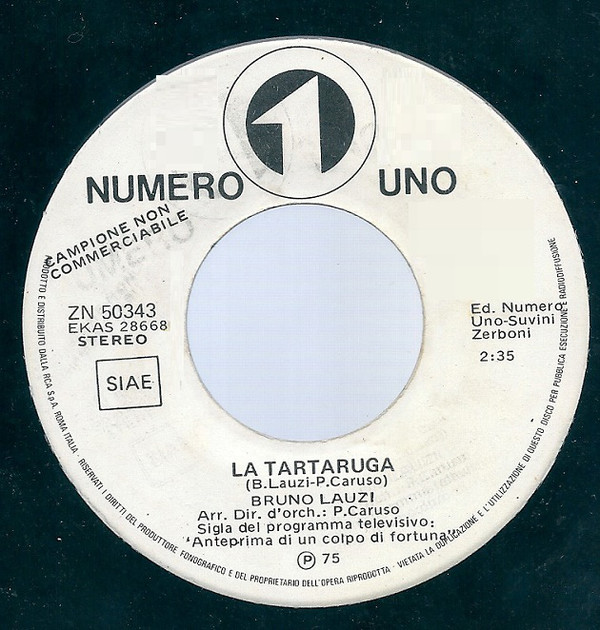 1
NUMERO UNO
CAMPIONE NON
COMMERCIABILE
ZN 50343
EKAS 28668
STEREO
SIAE
Ed. Numero
Uno-Suvini
Zerboni
2:35
LA TARTARUGA
(B.Lauzi-P.Caruso)
BRUNO LAUZI
Arr. Dir. d'orch.: P.Caruso
Sigla del programma televisivo:
"Anteprima di un colpo di fortuna"
Ⓟ 75
PRODOTTO E DISTRIBUITO DALLA RCA S.p.A. ROMA ITALIA - RISERVATI I DIRITTI DEL PRODUTTORE FONOGRAFICO E DEL PROPRIETARIO DELL'OPERA RIPRODOTTA - VIETATA LA DUPLICAZIONE E L'UTILIZZAZIONE DI QUESTO DISCO PER PUBBLICA ESECUZIONE E RADIODIFFUSIONE